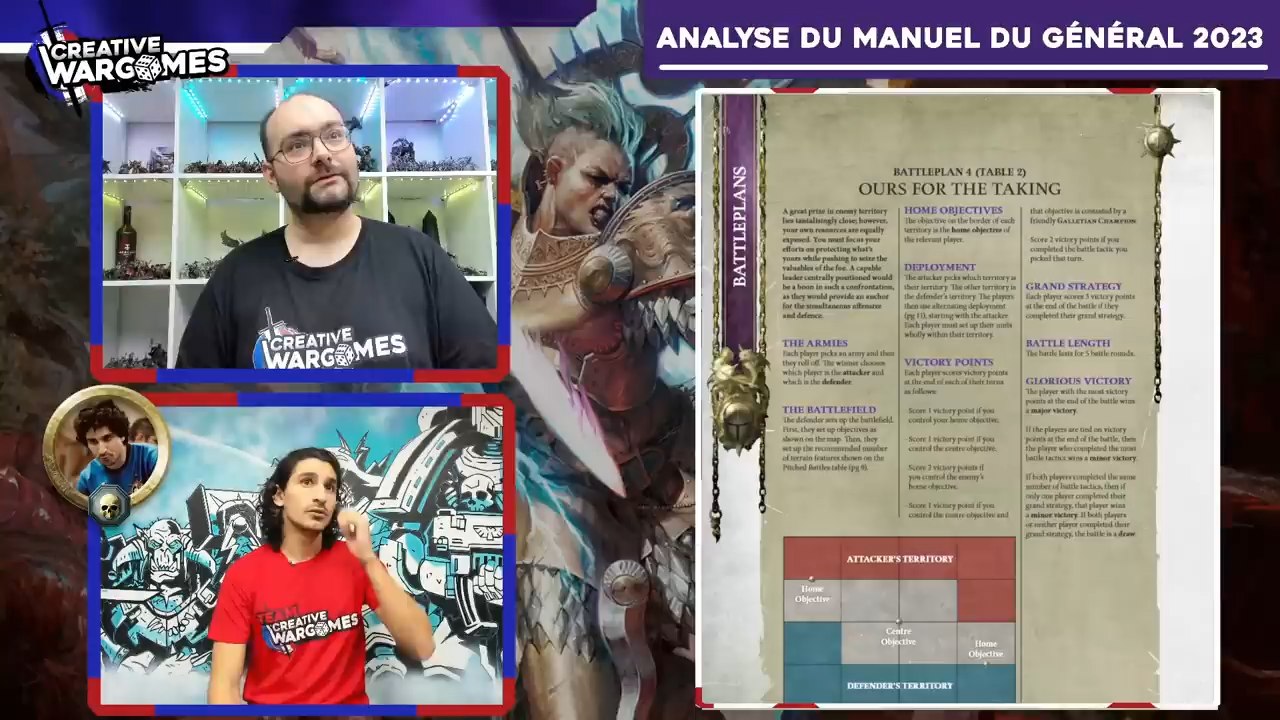 CREATIVE
WARGAMES
ANALYSE DU MANUEL DU GÉNÉRAL 2023
CREATIVE
WARGAMES
TEAM
CREATIVE
WARGAMES
BATTLEPLANS
BATTLEPLAN 4 (TABLE 2)
OURS FOR THE TAKING
A great prize in enemy territory
lies tantalisingly close; however,
your own resources are equally
exposed. You must focus your
efforts on protecting what's
yours while pushing to seize the
valuables of the foe. A capable
leader centrally positioned would
be a boon in such a confrontation,
as they would provide an anchor
for the simultaneous offensive
and defence.
THE ARMIES
Each player picks an army and then
they roll off. The winner chooses
which player is the attacker and
which is the defender.
THE BATTLEFIELD
The defender sets up the battlefield.
First, they set up objectives as
shown on the map. Then, they
set up the recommended number
of terrain features shown on the
Pitched Battles table (pg 9).
HOME OBJECTIVES
The objective on the border of each
territory is the home objective of
the relevant player.
DEPLOYMENT
The attacker picks which territory is
their territory. The other territory is
the defender's territory. The players
then use alternating deployment
(pg 11), starting with the attacker.
Each player must set up their units
wholly within their territory.
VICTORY POINTS
Each player scores victory points
at the end of each of their turns
as follows:
· Score 1 victory point if you
control your home objective.
· Score 1 victory point if you
control the centre objective.
· Score 2 victory points if
you control the enemy's
home objective.
· Score 1 victory point if you
control the centre objective and
that objective is contested by a
friendly GALLETIAN CHAMPION.
· Score 2 victory points if you
completed the battle tactic you
picked that turn.
GRAND STRATEGY
Each player scores 3 victory points
at the end of the battle if they
completed their grand strategy.
BATTLE LENGTH
The battle lasts for 5 battle rounds.
GLORIOUS VICTORY
The player with the most victory
points at the end of the battle wins
a major victory.
If the players are tied on victory
points at the end of the battle, then
the player who completed the most
battle tactics wins a minor victory.
If both players completed the same
number of battle tactics, then if
only one player completed their
grand strategy, that player wins
a minor victory. If both players
or neither player completed their
grand strategy, the battle is a draw.
ATTACKER'S TERRITORY
Home
Objective
Centre
Objective
Home
Objective
DEFENDER'S TERRITORY